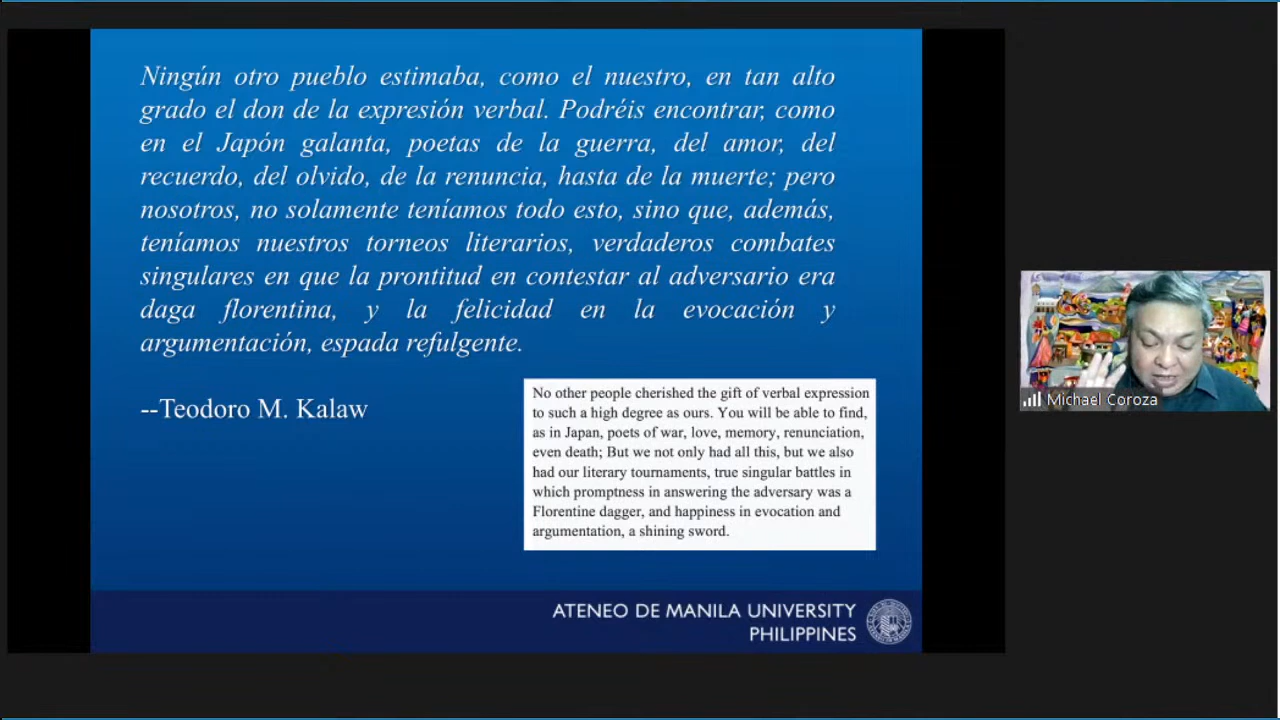 Ningún otro pueblo estimaba, como el nuestro, en tan alto
grado el don de la expresión verbal. Podréis encontrar, como
en el Japón galanta, poetas de la guerra, del amor, del
recuerdo, del olvido, de la renuncia, hasta de la muerte; pero
nosotros, no solamente teníamos todo esto, sino que, además,
teníamos nuestros torneos literarios, verdaderos combates
singulares en que la prontitud en contestar al adversario era
daga florentina, y la felicidad en la evocación y
argumentación, espada refulgente.
--Teodoro M. Kalaw
No other people cherished the gift of verbal expression
to such a high degree as ours. You will be able to find,
as in Japan, poets of war, love, memory, renunciation,
even death; But we not only had all this, but we also
had our literary tournaments, true singular battles in
which promptness in answering the adversary was a
Florentine dagger, and happiness in evocation and
argumentation, a shining sword.
ATENEO DE MANILA UNIVERSITY
PHILIPPINES
Michael Coroza